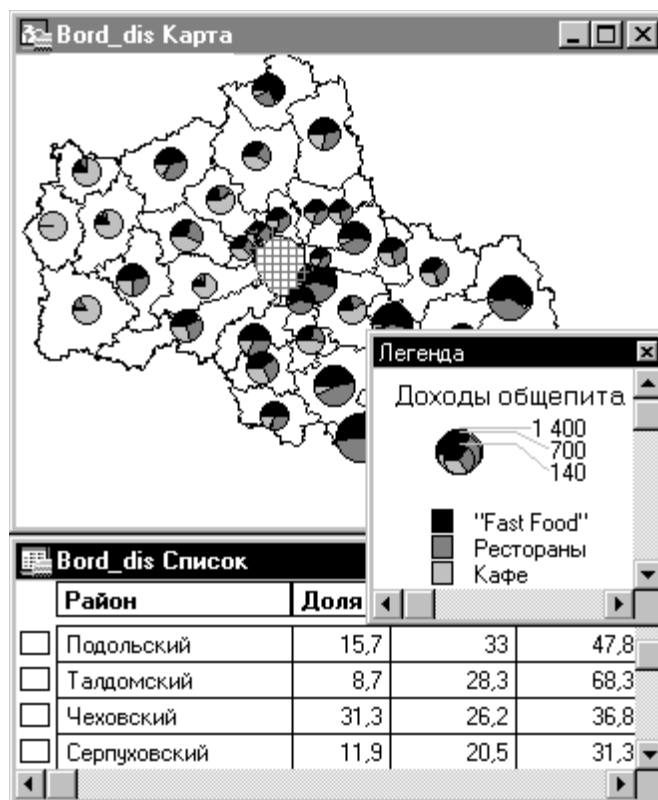 Bord_dis Карта
Легенда
Доходы общепита
1 400
700
140
"Fast Food"
Рестораны
Кафе
Bord_dis Список
Район Доля
Подольский 15,7 33 47,8
Талдомский 8,7 28,3 68,3
Чеховский 31,3 26,2 36,8
Серпуховский 11,9 20,5 31,3